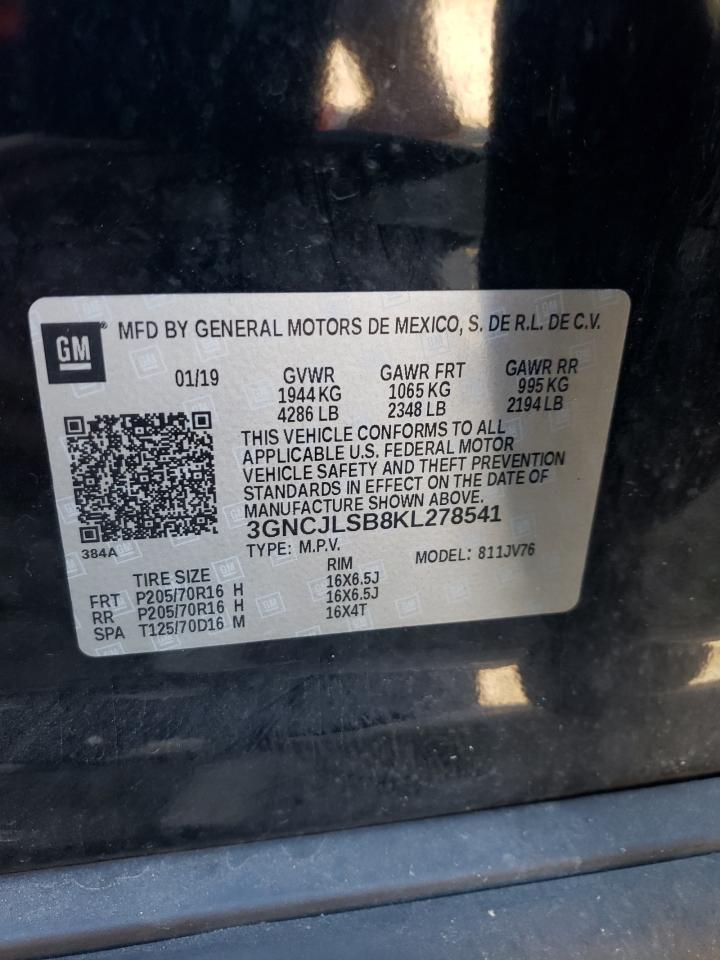 GM
MFD BY GENERAL MOTORS DE MEXICO, S. DE R.L. DE C.V.
01/19 GVWR GAWR FRT GAWR RR
1944 KG 1065 KG 995 KG
4286 LB 2348 LB 2194 LB
THIS VEHICLE CONFORMS TO ALL
APPLICABLE U.S. FEDERAL MOTOR
VEHICLE SAFETY AND THEFT PREVENTION
STANDARDS IN EFFECT ON THE DATE OF
MANUFACTURE SHOWN ABOVE.
3GNCJLSB8KL278541
384A
TYPE: M.P.V. MODEL: 811JV76
TIRE SIZE RIM
FRT P205/70R16 H 16X6.5J
RR P205/70R16 H 16X6.5J
SPA T125/70D16 M 16X4T